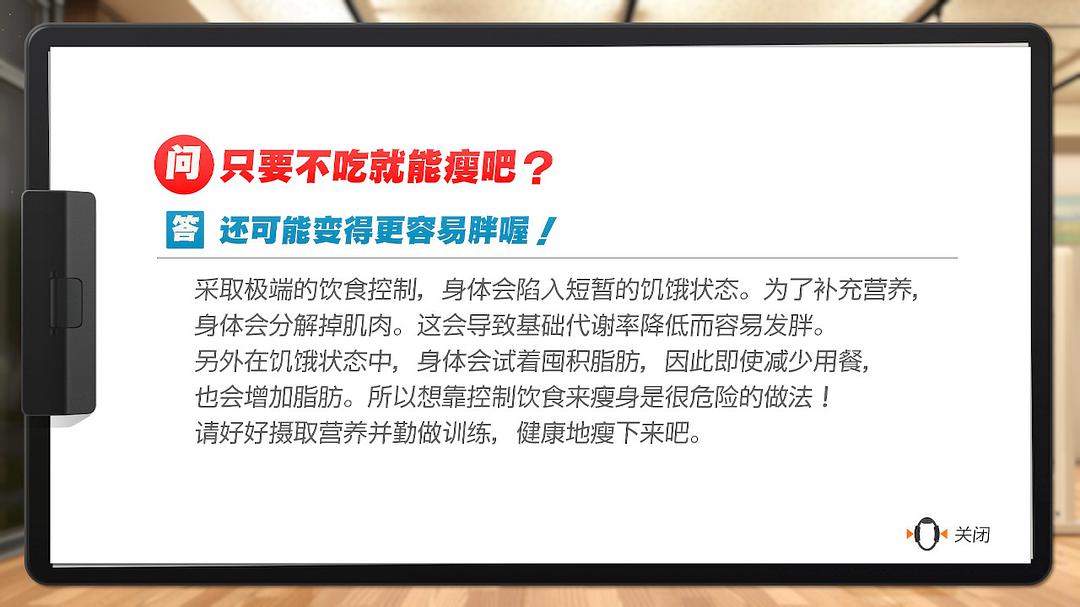 问 只要不吃就能瘦吧？
答 还可能变得更容易胖喔！
采取极端的饮食控制，身体会陷入短暂的饥饿状态。为了补充营养，
身体会分解掉肌肉。这会导致基础代谢率降低而容易发胖。
另外在饥饿状态中，身体会试着囤积脂肪，因此即使减少用餐，
也会增加脂肪。所以想靠控制饮食来瘦身是很危险的做法！
请好好摄取营养并勤做训练，健康地瘦下来吧。
关闭